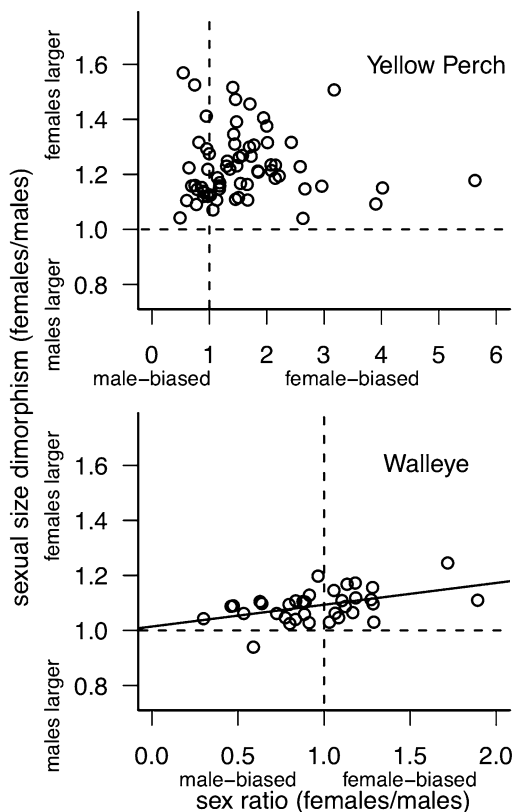 sexual size dimorphism (females/males)
females larger
males larger
1.6
1.4
1.2
1.0
0.8
Yellow Perch
0 1 2 3 4 5 6
male−biased female−biased
females larger
males larger
1.6
1.4
1.2
1.0
0.8
Walleye
0.0 0.5 1.0 1.5 2.0
male−biased female−biased
sex ratio (females/males)